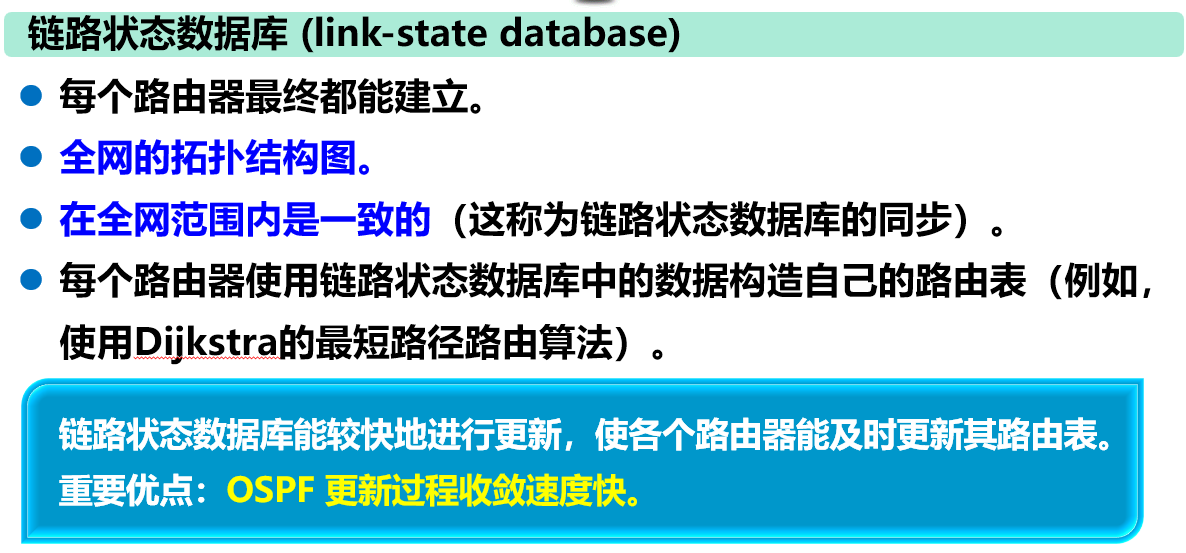 链路状态数据库 (link-state database)
每个路由器最终都能建立。
全网的拓扑结构图。
在全网范围内是一致的（这称为链路状态数据库的同步）。
每个路由器使用链路状态数据库中的数据构造自己的路由表（例如，
使用Dijkstra的最短路径路由算法）。
链路状态数据库能较快地进行更新，使各个路由器能及时更新其路由表。
重要优点：OSPF 更新过程收敛速度快。